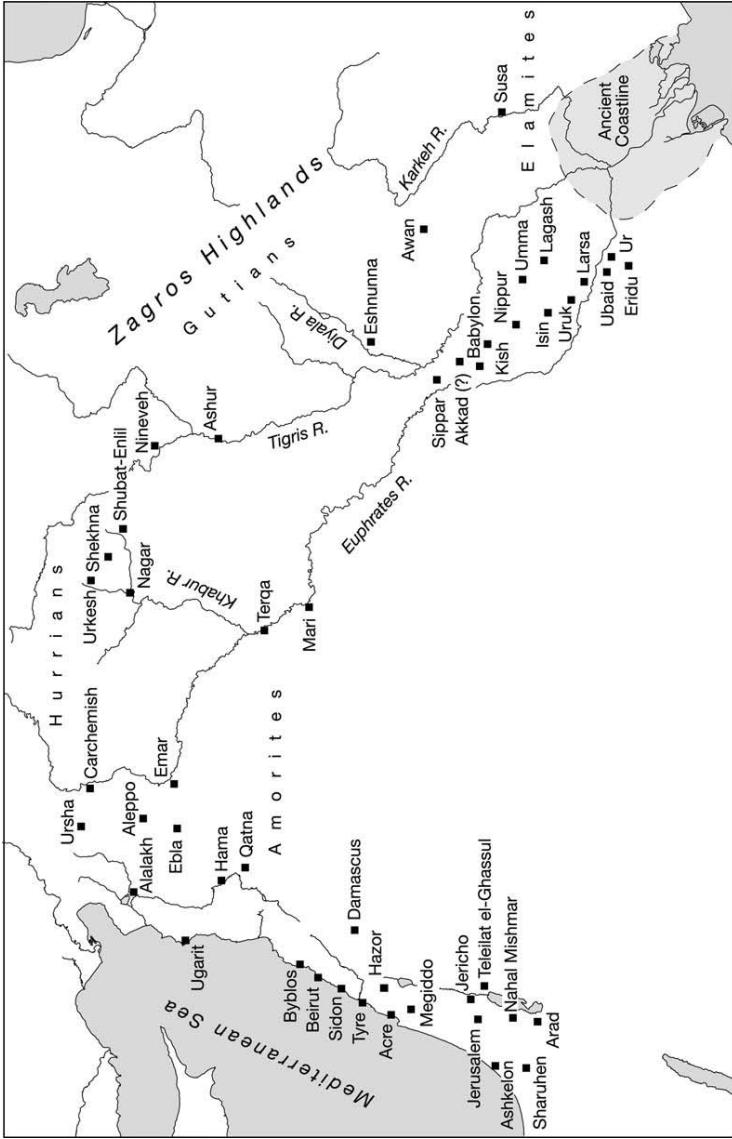 Hurrians
Ursha
Carchemish
Urkesh
Shekhna
Shubat-Enlil
Alalakh
Aleppo
Nagar
Nineveh
Ebla
Emar
Ugarit
Khabur R.
Ashur
Hama
Qatna
Amorites
Terqa
Tigris R.
Zagros Highlands
Gutians
Mari
Mediterranean Sea
Byblos
Beirut
Sidon
Tyre
Damascus
Diyala R.
Eshnunna
Acre
Hazor
Megiddo
Euphrates R.
Awan
Karkeh R.
Sippar
Akkad (?)
Babylon
Kish
Jericho
Jerusalem
Teleilat el-Ghassul
Ashkelon
Nahal Mishmar
Sharuhen
Arad
Nippur
Umma
Susa
Elamites
Isin
Lagash
Uruk
Larsa
Ubaid
Ur
Eridu
Ancient
Coastline